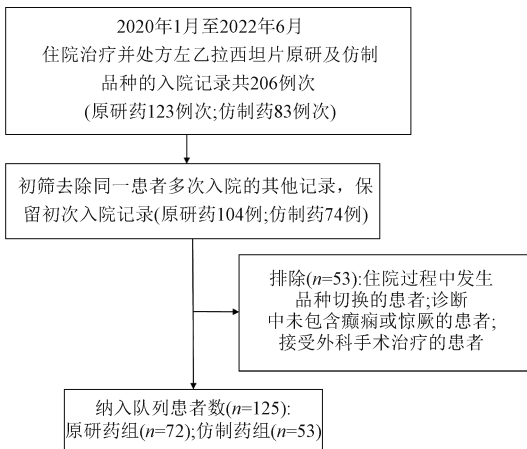 2020年1月至2022年6月
住院治疗并处方左乙拉西坦片原研及仿制
品种的入院记录共206例次
(原研药123例次;仿制药83例次)
初筛去除同一患者多次入院的其他记录，保
留初次入院记录(原研药104例;仿制药74例)
排除(n=53):住院过程中发生
品种切换的患者;诊断
中未包含癫痫或惊厥的患者;
接受外科手术治疗的患者
纳入队列患者数(n=125):
原研药组(n=72);仿制药组(n=53)